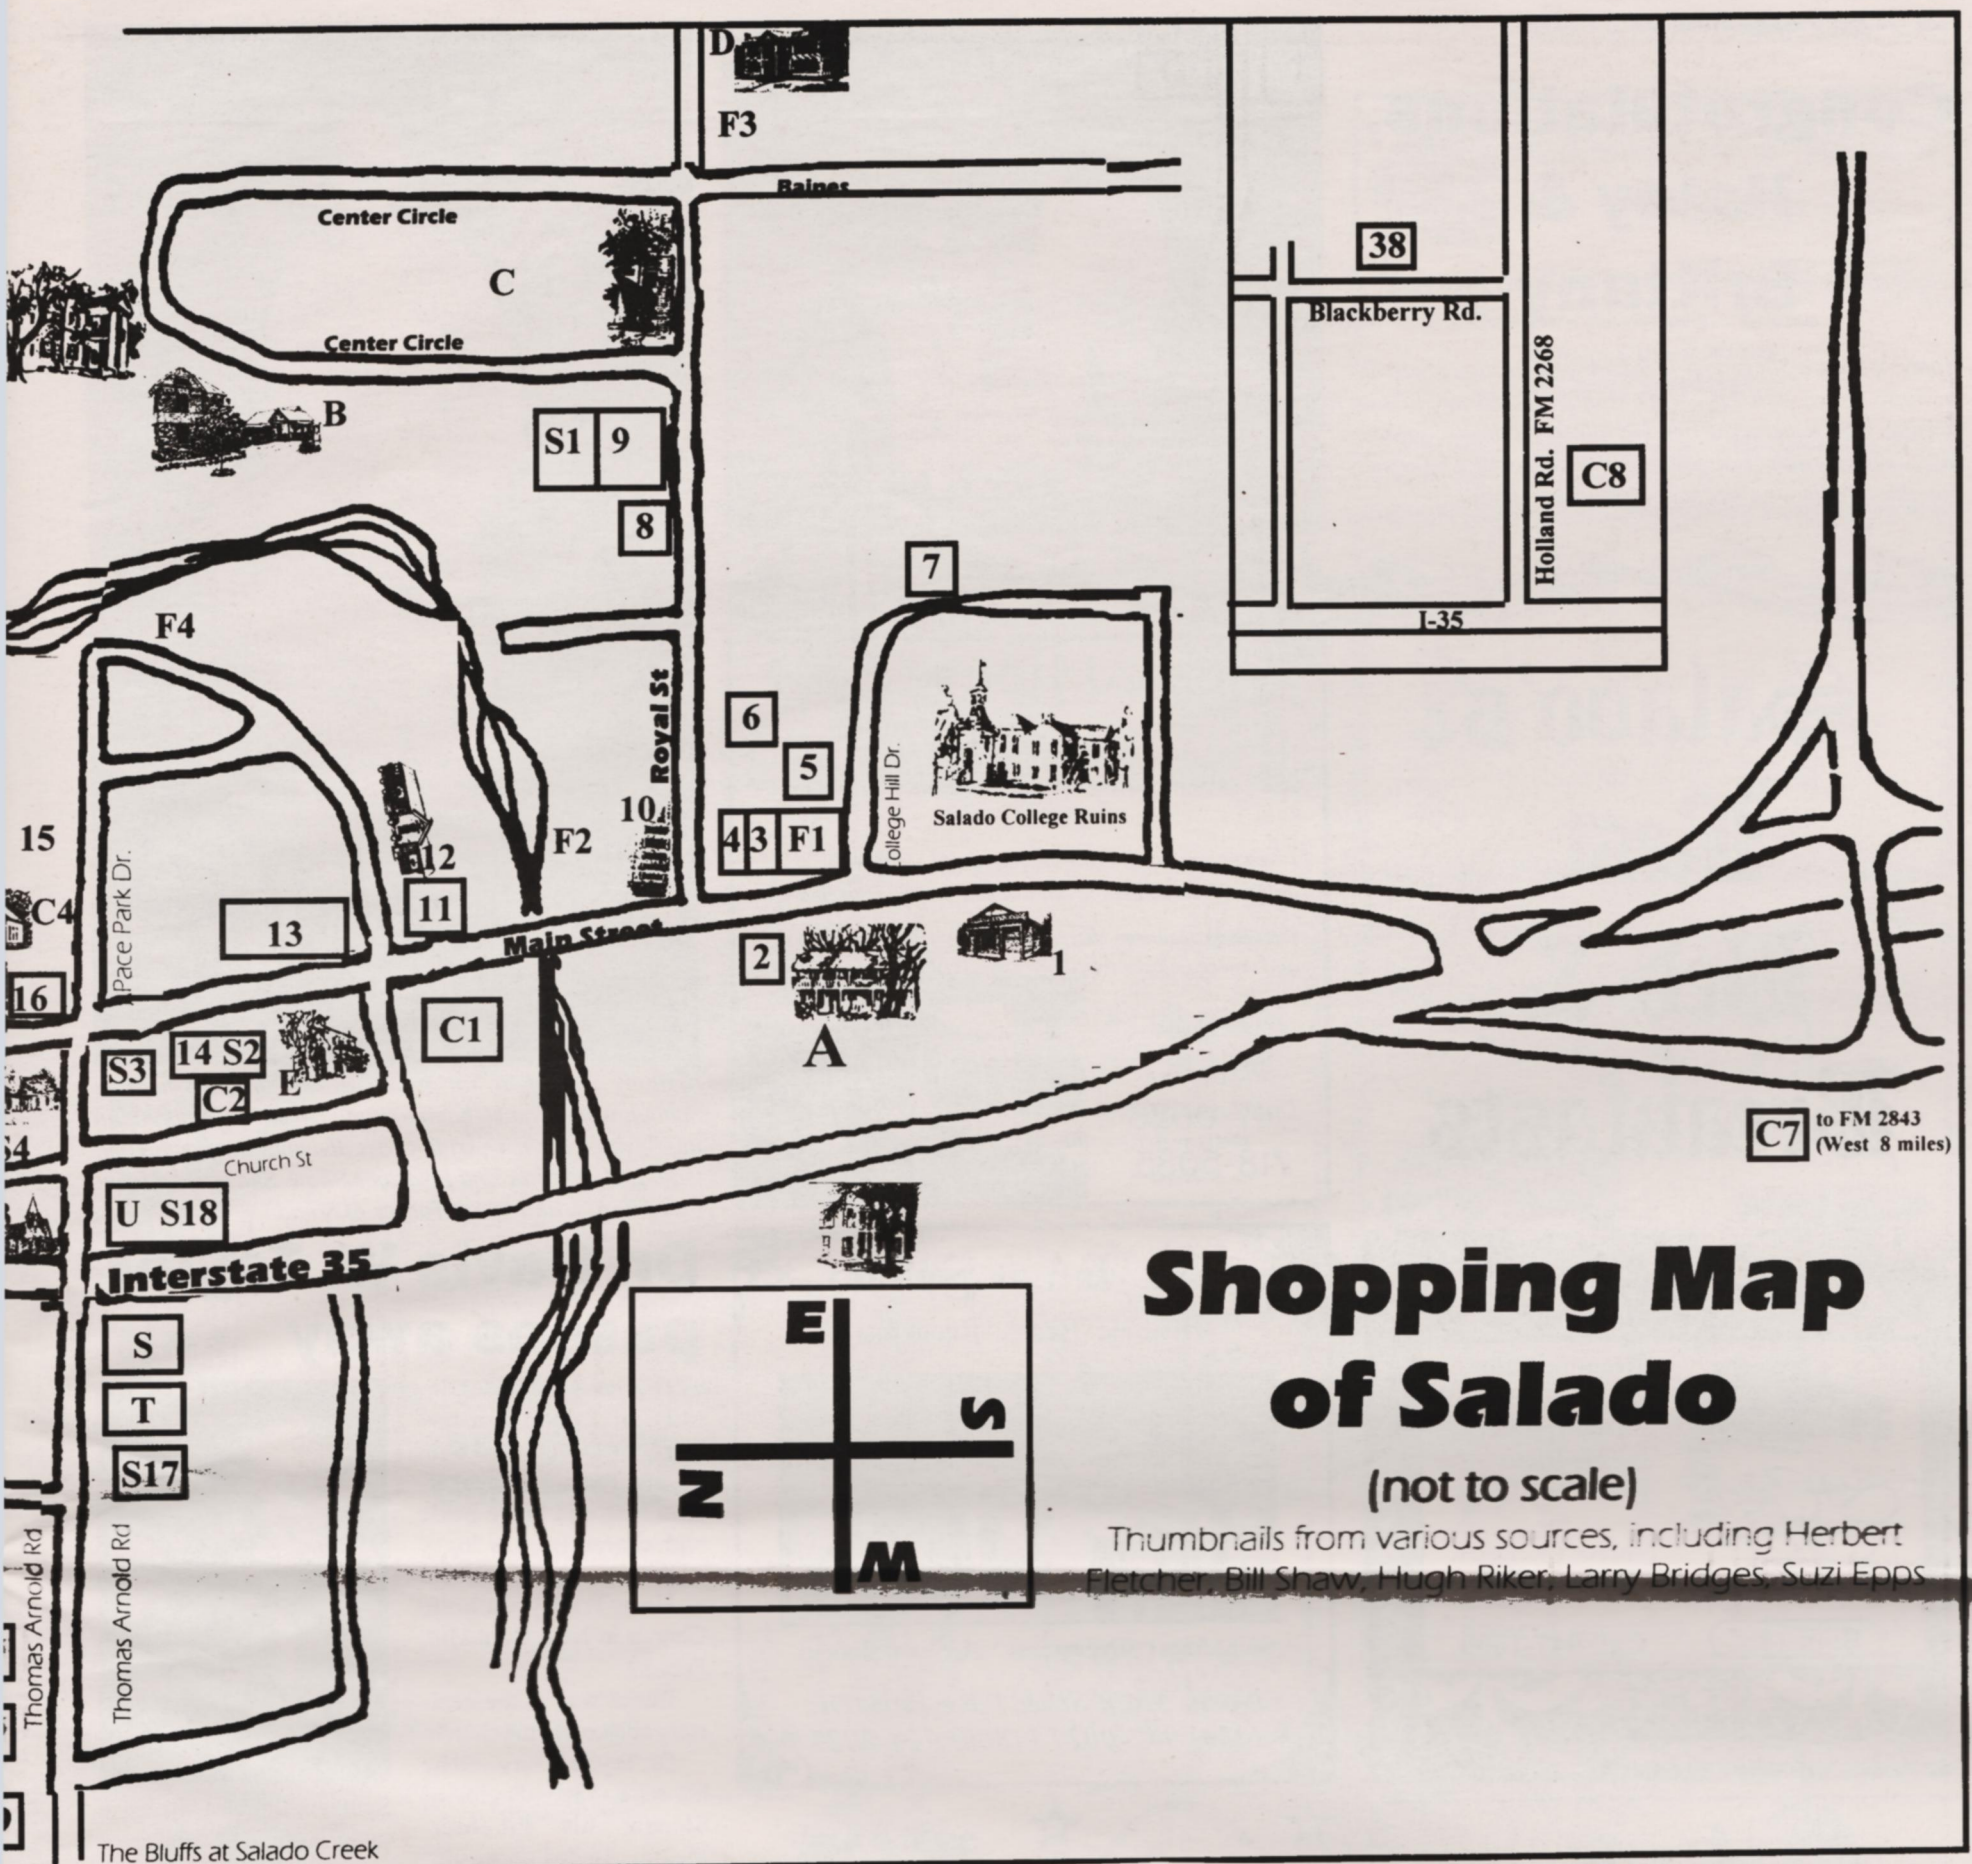 D
F3
Baines
Center Circle
C
38
Blackberry Rd.
Center Circle
B
S1 9
Holland Rd. FM 2268
C8
8
7
F4
I-35
Royal St
6
5
Salado College Ruins
College Hill Dr.
10
4 3 F1
F2
15
12
Pace Park Dr.
C4
11
13
Main Street
2
1
16
C1
A
14 S2
S3
C2
E
C7
to FM 2843
(West 8 miles)
Church St
U S18
Interstate 35
Shopping Map
of Salado
(not to scale)
Thumbnails from various sources, including Herbert
Fletcher, Bill Shaw, Hugh Riker, Larry Bridges, Suzi Epps
E
S
N
W
S
T
S17
Thomas Arnold Rd
Thomas Arnold Rd
The Bluffs at Salado Creek